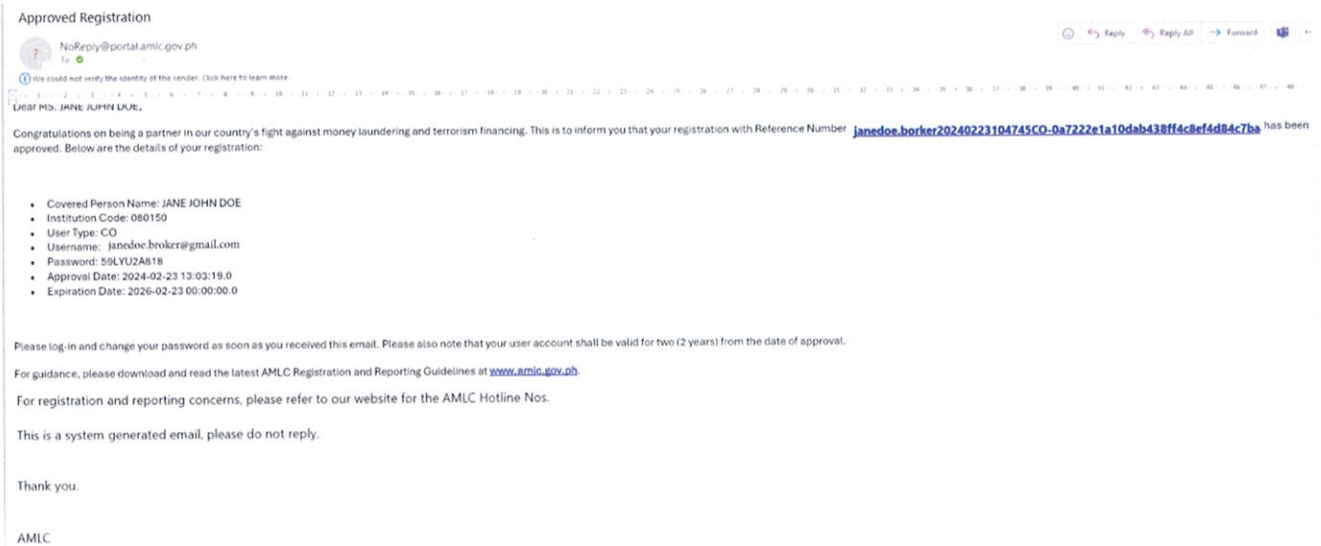 Approved Registration
NoReply@portal.amlc.gov.ph
To
Reply Reply All Forward
We could not verify the identity of the sender. Click here to learn more.
Dear MS. JANE JOHN DOE,
Congratulations on being a partner in our country's fight against money laundering and terrorism financing. This is to inform you that your registration with Reference Number janedoe.borker20240223104745CO-0a7222e1a10dab438ff4c8ef4d84c7ba has been
approved. Below are the details of your registration:
• Covered Person Name: JANE JOHN DOE
• Institution Code: 060150
• User Type: CO
• Username: janedoe.broker@gmail.com
• Password: 59LYU2A818
• Approval Date: 2024-02-23 13:03:19.0
• Expiration Date: 2026-02-23 00:00:00.0
Please log-in and change your password as soon as you received this email. Please also note that your user account shall be valid for two (2 years) from the date of approval.
For guidance, please download and read the latest AMLC Registration and Reporting Guidelines at www.amlc.gov.ph.
For registration and reporting concerns, please refer to our website for the AMLC Hotline Nos.
This is a system generated email, please do not reply.
Thank you.
AMLC